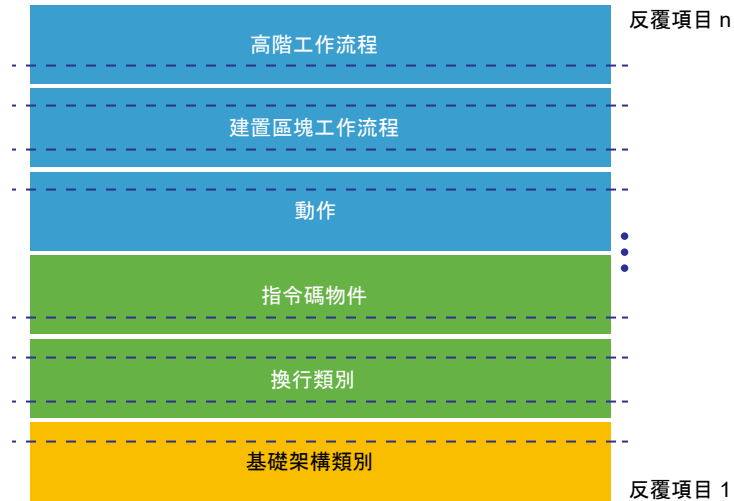 反覆項目 n
高階工作流程
建置區塊工作流程
動作
指令碼物件
換行類別
基礎架構類別
反覆項目 1